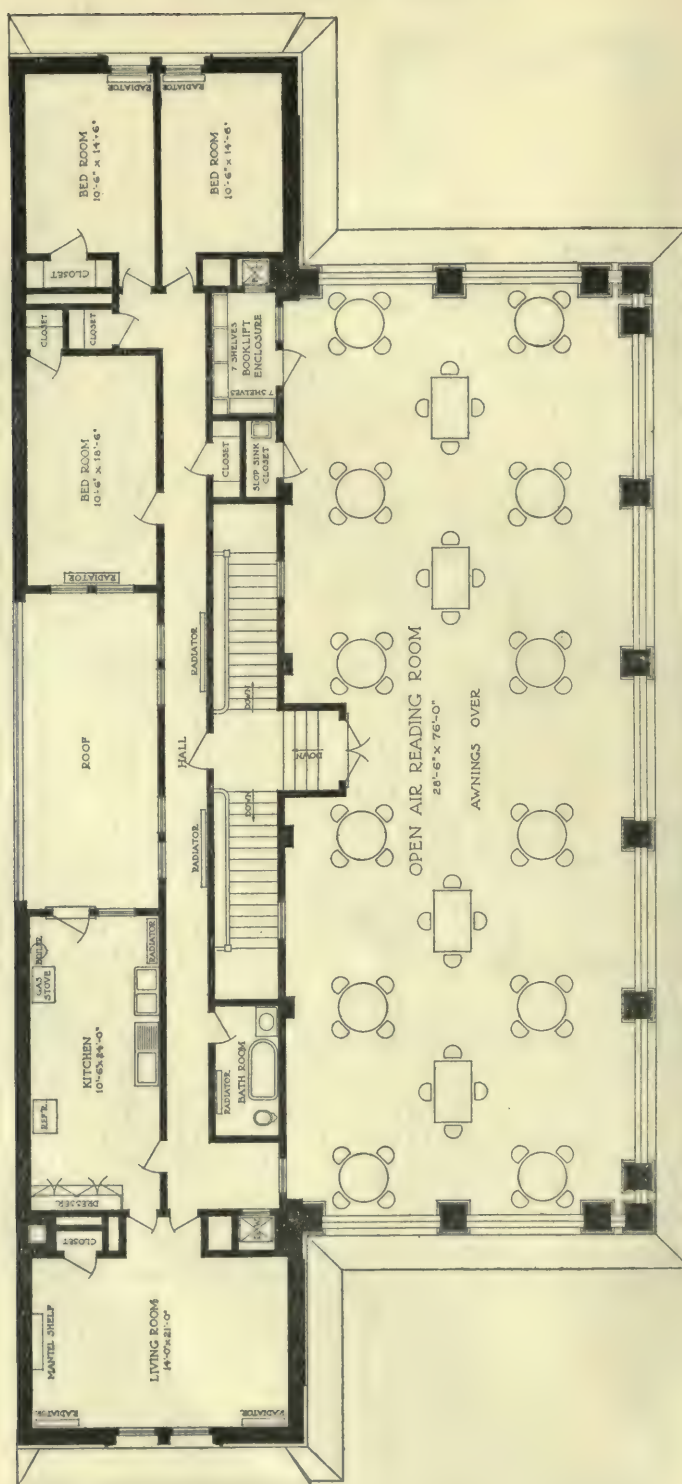 RADIATOR
RADIATOR
BED ROOM
10'-6" x 14'-6"
BED ROOM
10'-6" x 14'-6"
CLOSET
CLOSET
CLOSET
7 SHELVES
BOOKLIFT
ENCLOSURE
7 SHELVES
BED ROOM
10'-6" x 18'-6"
CLOSET
SLOP SINK
CLOSET
RADIATOR
RADIATOR
DOWN
ROOF
HALL
DOWN
OPEN AIR READING ROOM
28'-6" x 76'-0"
AWNINGS OVER
RADIATOR
DOWN
BOILER
GAS
STOVE
RADIATOR
KITCHEN
10'-6 x 24'-0"
REF'R.
RADIATOR
BATH ROOM
DRESSER
CLOSET
MANTEL SHELF
LIVING ROOM
14'-0" x 21'-0"
RADIATOR
RADIATOR